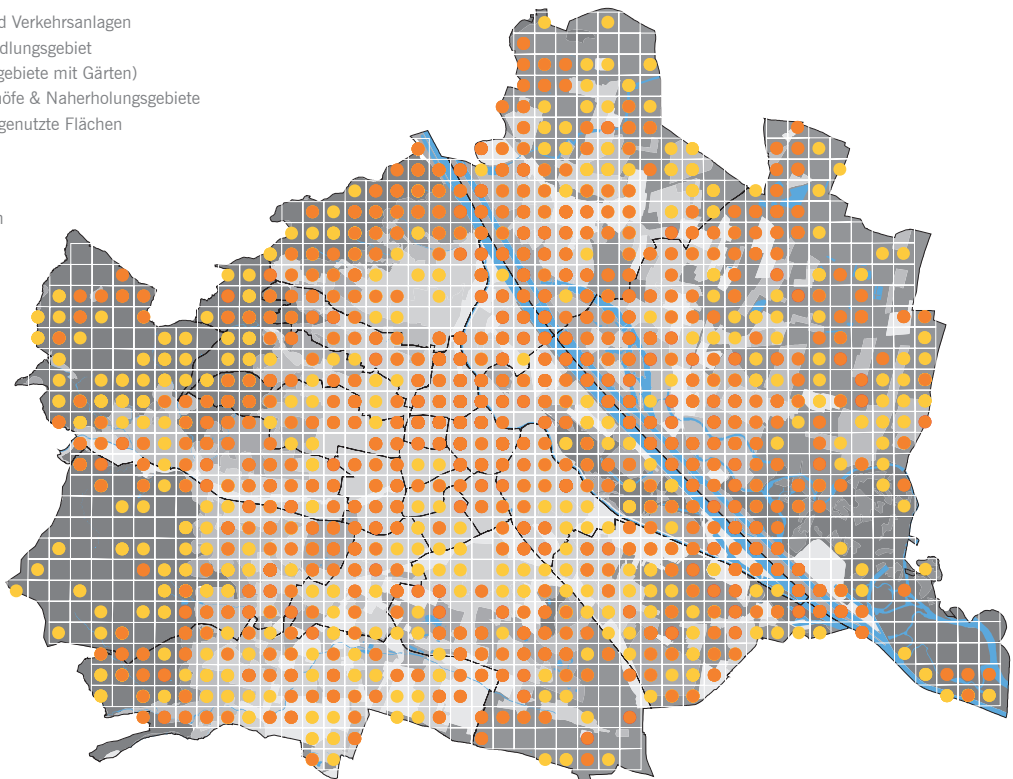 d Verkehrsanlagen
dlungsgebiet
gebiete mit Gärten)
höfe & Naherholungsgebiete
genutzte Flächen
n